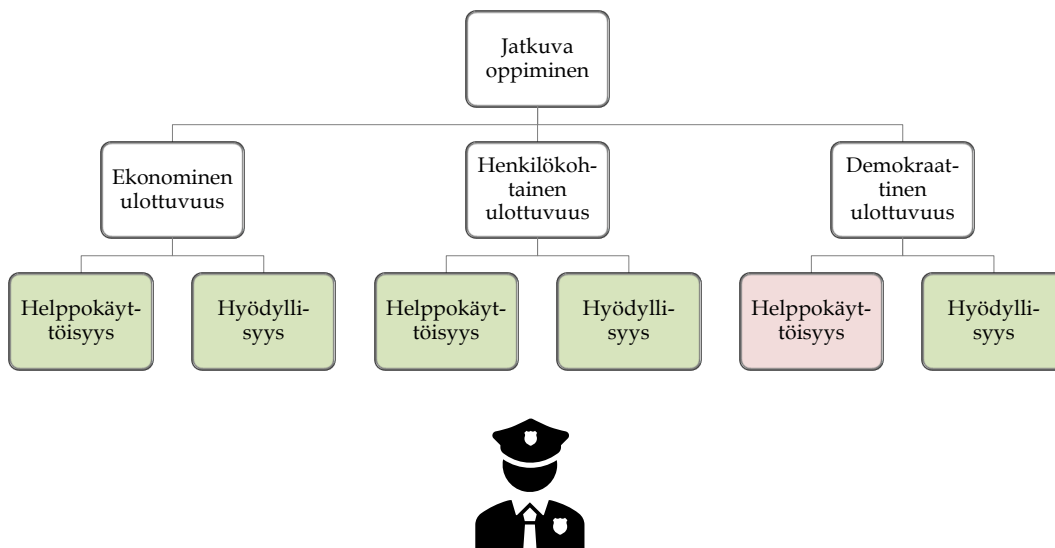 Jatkuva
oppiminen
Ekonominen
ulottuvuus
Henkilökoh-
tainen
ulottuvuus
Demokraat-
tinen
ulottuvuus
Helppokäyt-
töisyys
Hyödylli-
syys
Helppokäyt-
töisyys
Hyödylli-
syys
Helppokäyt-
töisyys
Hyödylli-
syys